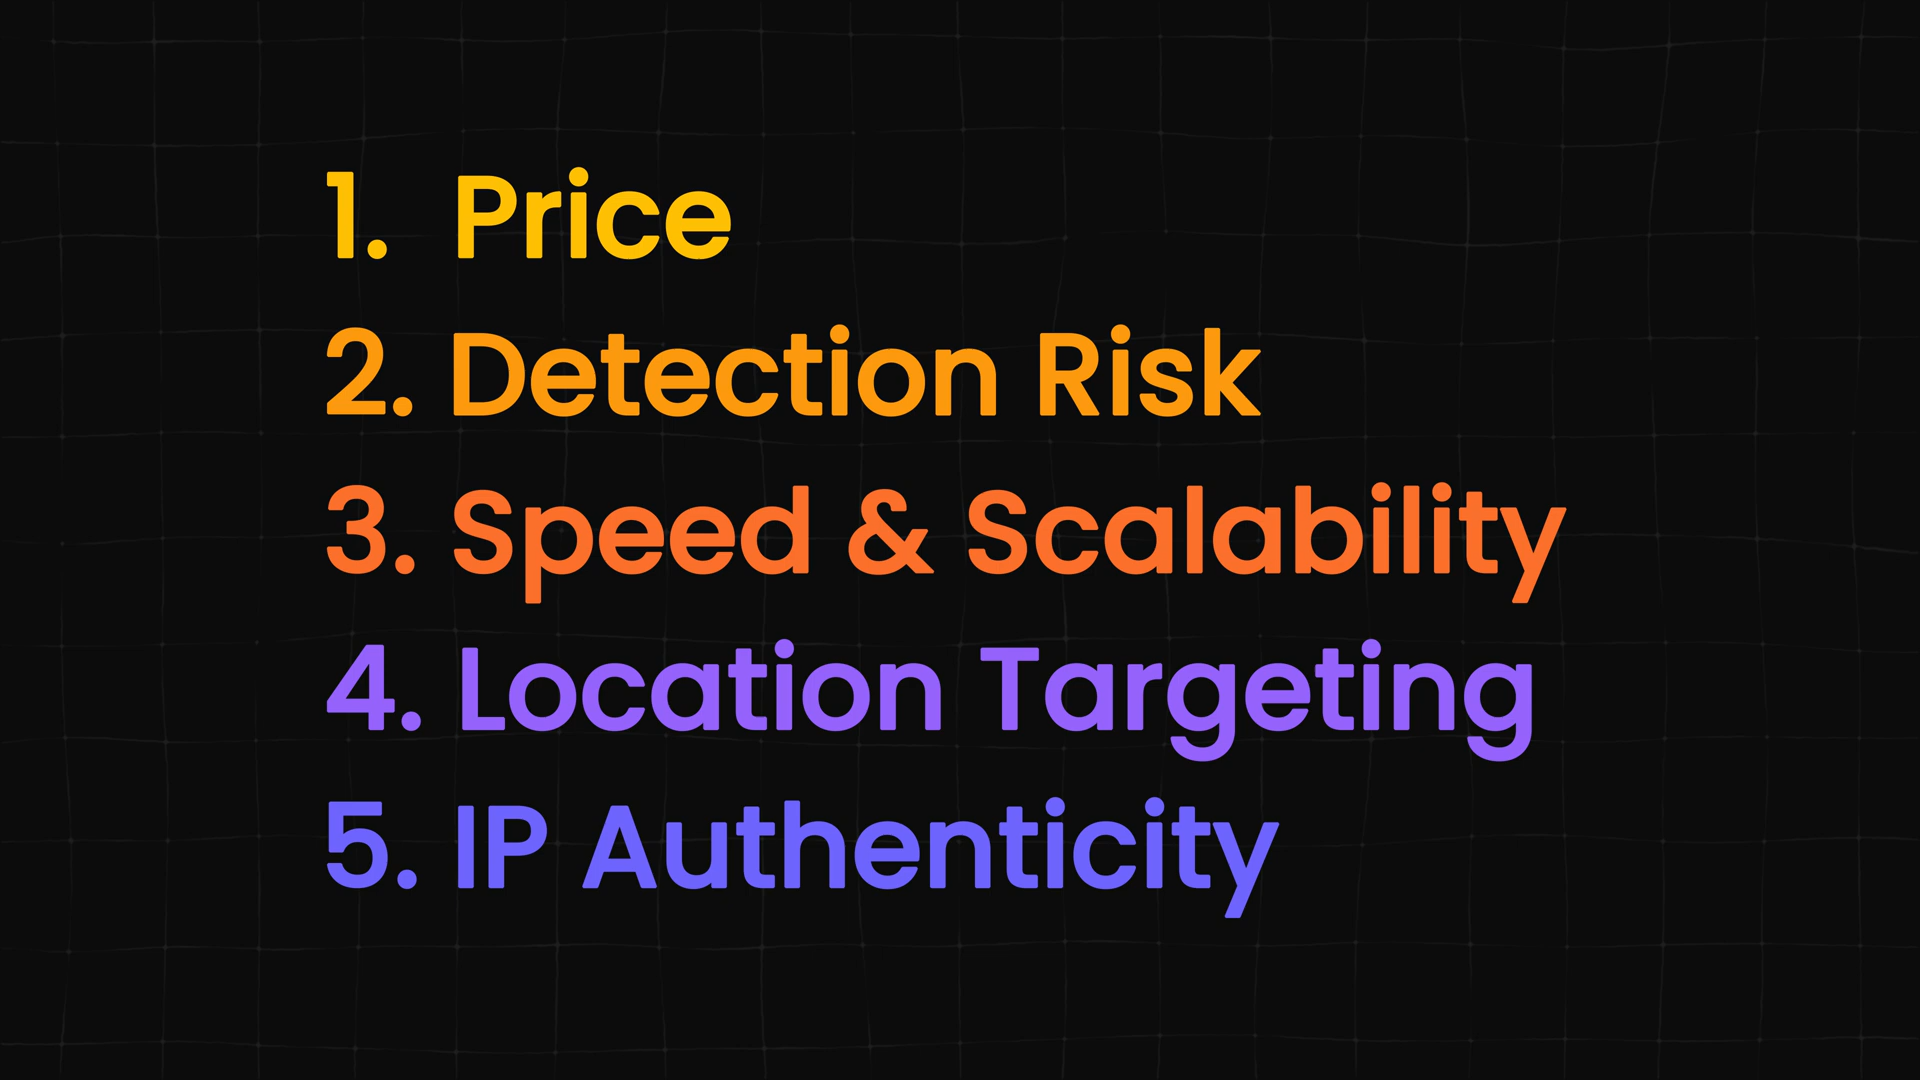 1. Price
2. Detection Risk
3. Speed & Scalability
4. Location Targeting
5. IP Authenticity